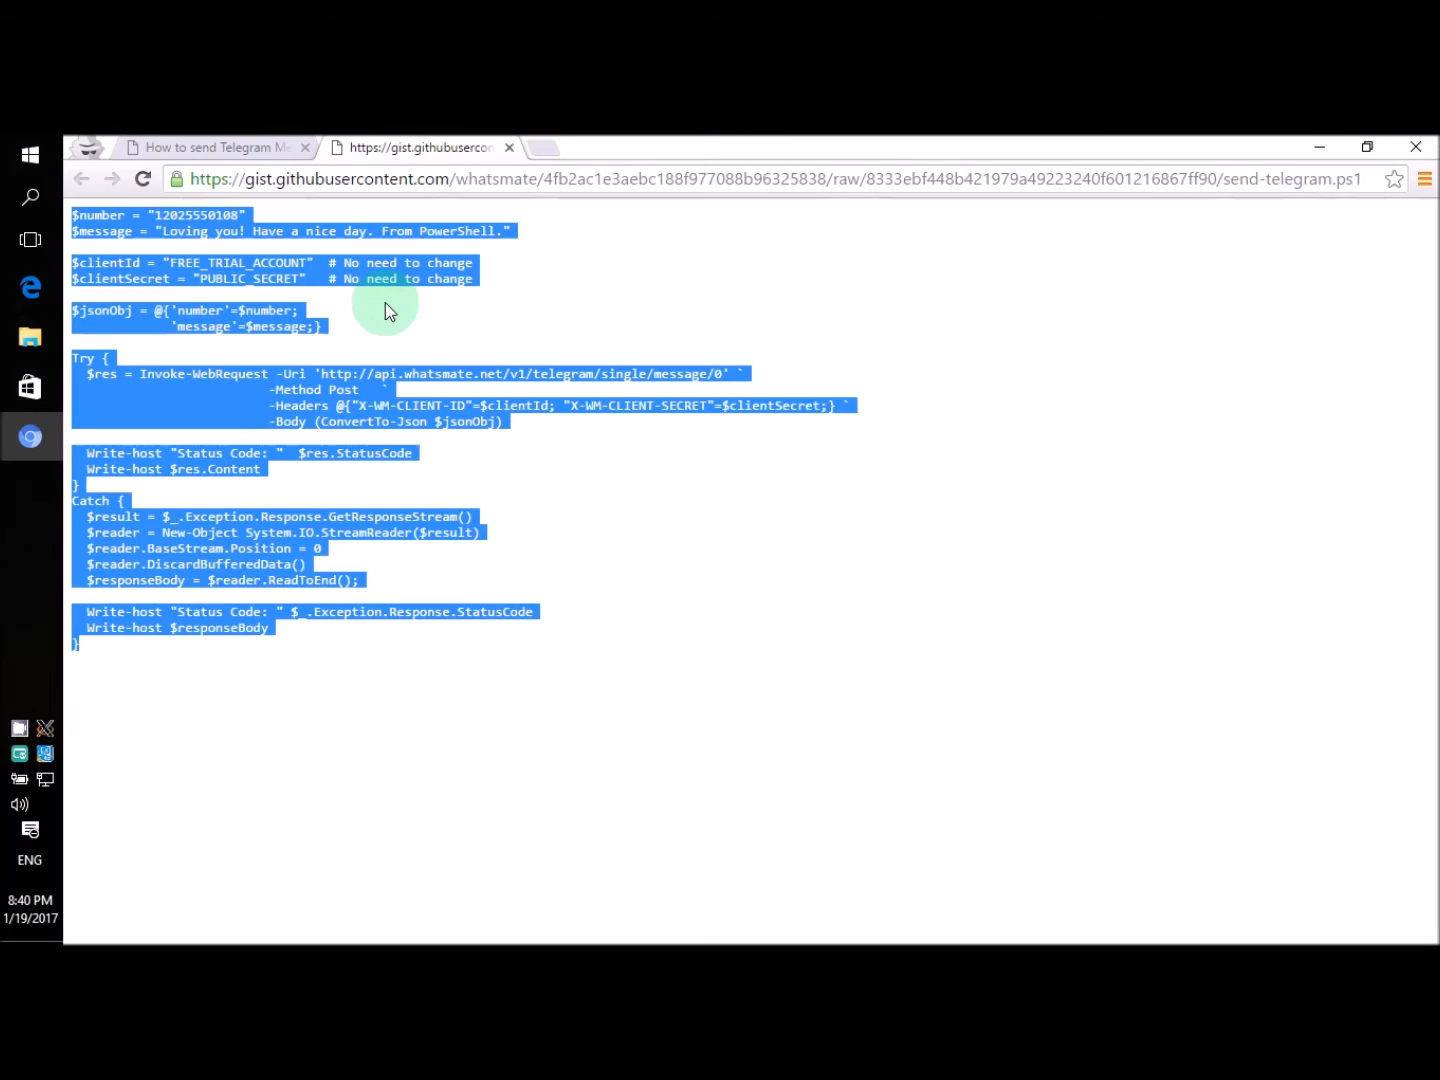 How to send Telegram Me
https://gist.githubusercon
https://gist.githubusercontent.com/whatsmate/4fb2ac1e3aebc188f977088b96325838/raw/8333ebf448b421979a49223240f601216867ff90/send-telegram.ps1
$number = "12025550108"
$message = "Loving you! Have a nice day. From PowerShell."
$clientId = "FREE_TRIAL_ACCOUNT"  # No need to change
$clientSecret = "PUBLIC_SECRET"   # No need to change
$jsonObj = @{'number'=$number;
'message'=$message;}
Try {
$res = Invoke-WebRequest -Uri 'http://api.whatsmate.net/v1/telegram/single/message/0' `
-Method Post   `
-Headers @{"X-WM-CLIENT-ID"=$clientId; "X-WM-CLIENT-SECRET"=$clientSecret;} `
-Body (ConvertTo-Json $jsonObj)
Write-host "Status Code: "  $res.StatusCode
Write-host $res.Content
}
Catch {
$result = $_.Exception.Response.GetResponseStream()
$reader = New-Object System.IO.StreamReader($result)
$reader.BaseStream.Position = 0
$reader.DiscardBufferedData()
$responseBody = $reader.ReadToEnd();
Write-host "Status Code: " $_.Exception.Response.StatusCode
Write-host $responseBody
}
ENG
8:40 PM
1/19/2017